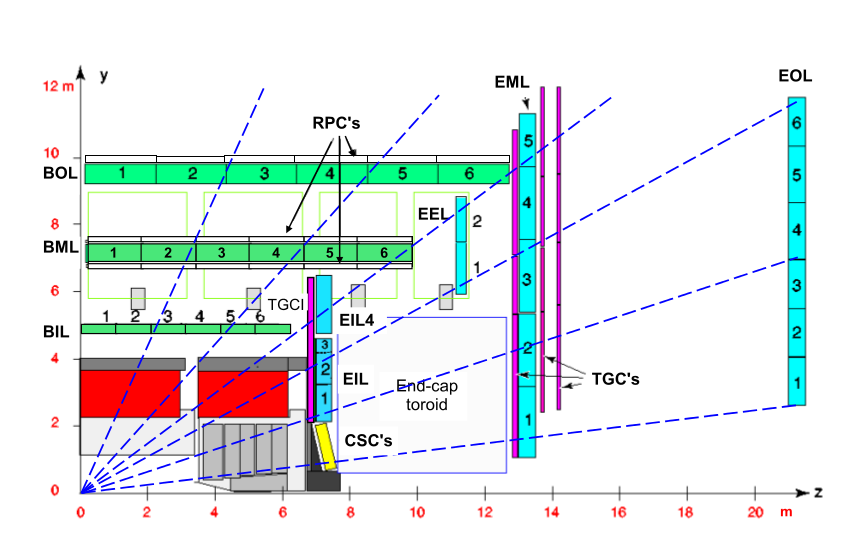 y
12 m
EML
EOL
RPC's
5
6
10
BOL
1 2 3 4 5 6
5
4
8
EEL
2
4
BML
1 2 3 4 5 6
1
3
3
6
TGCI
BIL
1 2 3 4 5 6
EIL4
2
3
2
4
2
EIL
End-cap
toroid
TGC's
1
1
1
2
CSC's
0
z
0 2 4 6 8 10 12 14 16 18 20 m